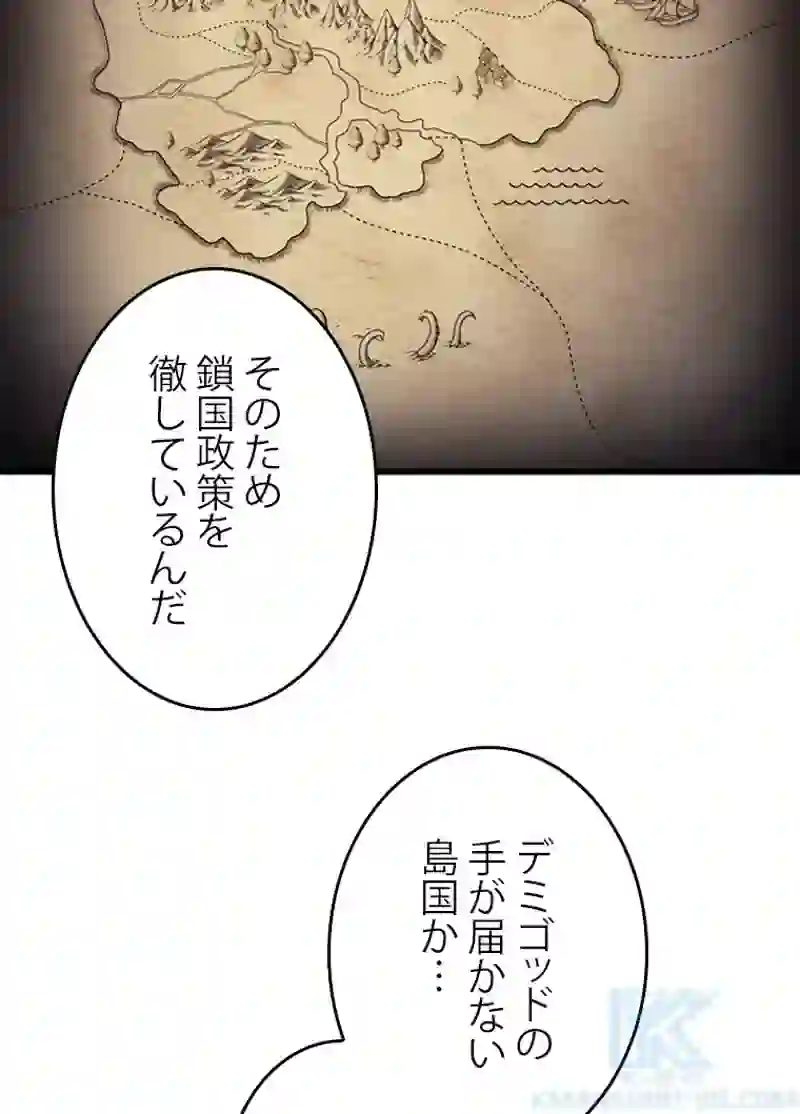 そのため
鎖国政策を
徹しているんだ
デミゴッドの
手が届かない
島国か…